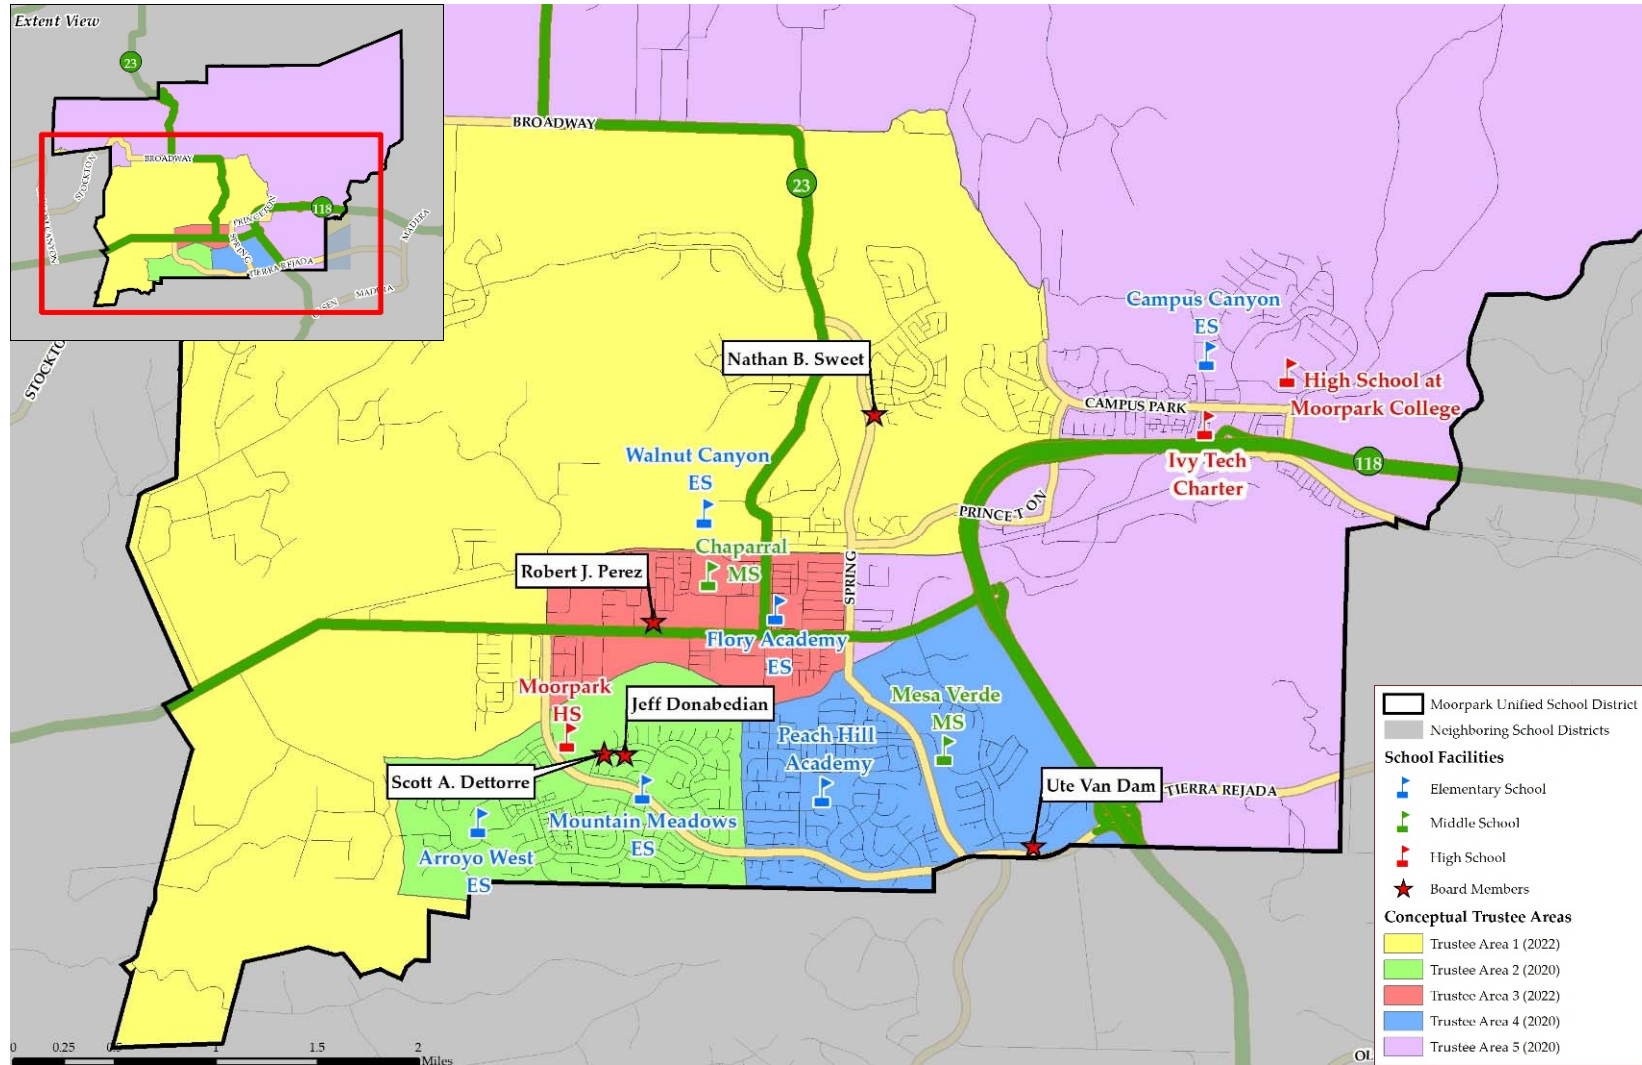 Extent View
23
BROADWAY
STOCKTON
PRINCETON
118
SPRING
MADERA
TIERRA REJADA
MADERA
BROADWAY
23
STOCKTO
Campus Canyon
ES
Nathan B. Sweet
High School at
Moorpark College
CAMPUS PARK
Walnut Canyon
ES
Ivy Tech
Charter
118
PRINCETON
Chaparral
MS
Robert J. Perez
SPRING
Flory Academy
ES
Moorpark
HS
Jeff Donabedian
Mesa Verde
MS
Peach Hill
Academy
Scott A. Dettorre
Ute Van Dam
TIERRA REJADA
Mountain Meadows
ES
Arroyo West
ES
Moorpark Unified School District
Neighboring School Districts
School Facilities
Elementary School
Middle School
High School
Board Members
Conceptual Trustee Areas
Trustee Area 1 (2022)
Trustee Area 2 (2020)
Trustee Area 3 (2022)
Trustee Area 4 (2020)
Trustee Area 5 (2020)
0 0.25 0.5 1 1.5 2
Miles
OL